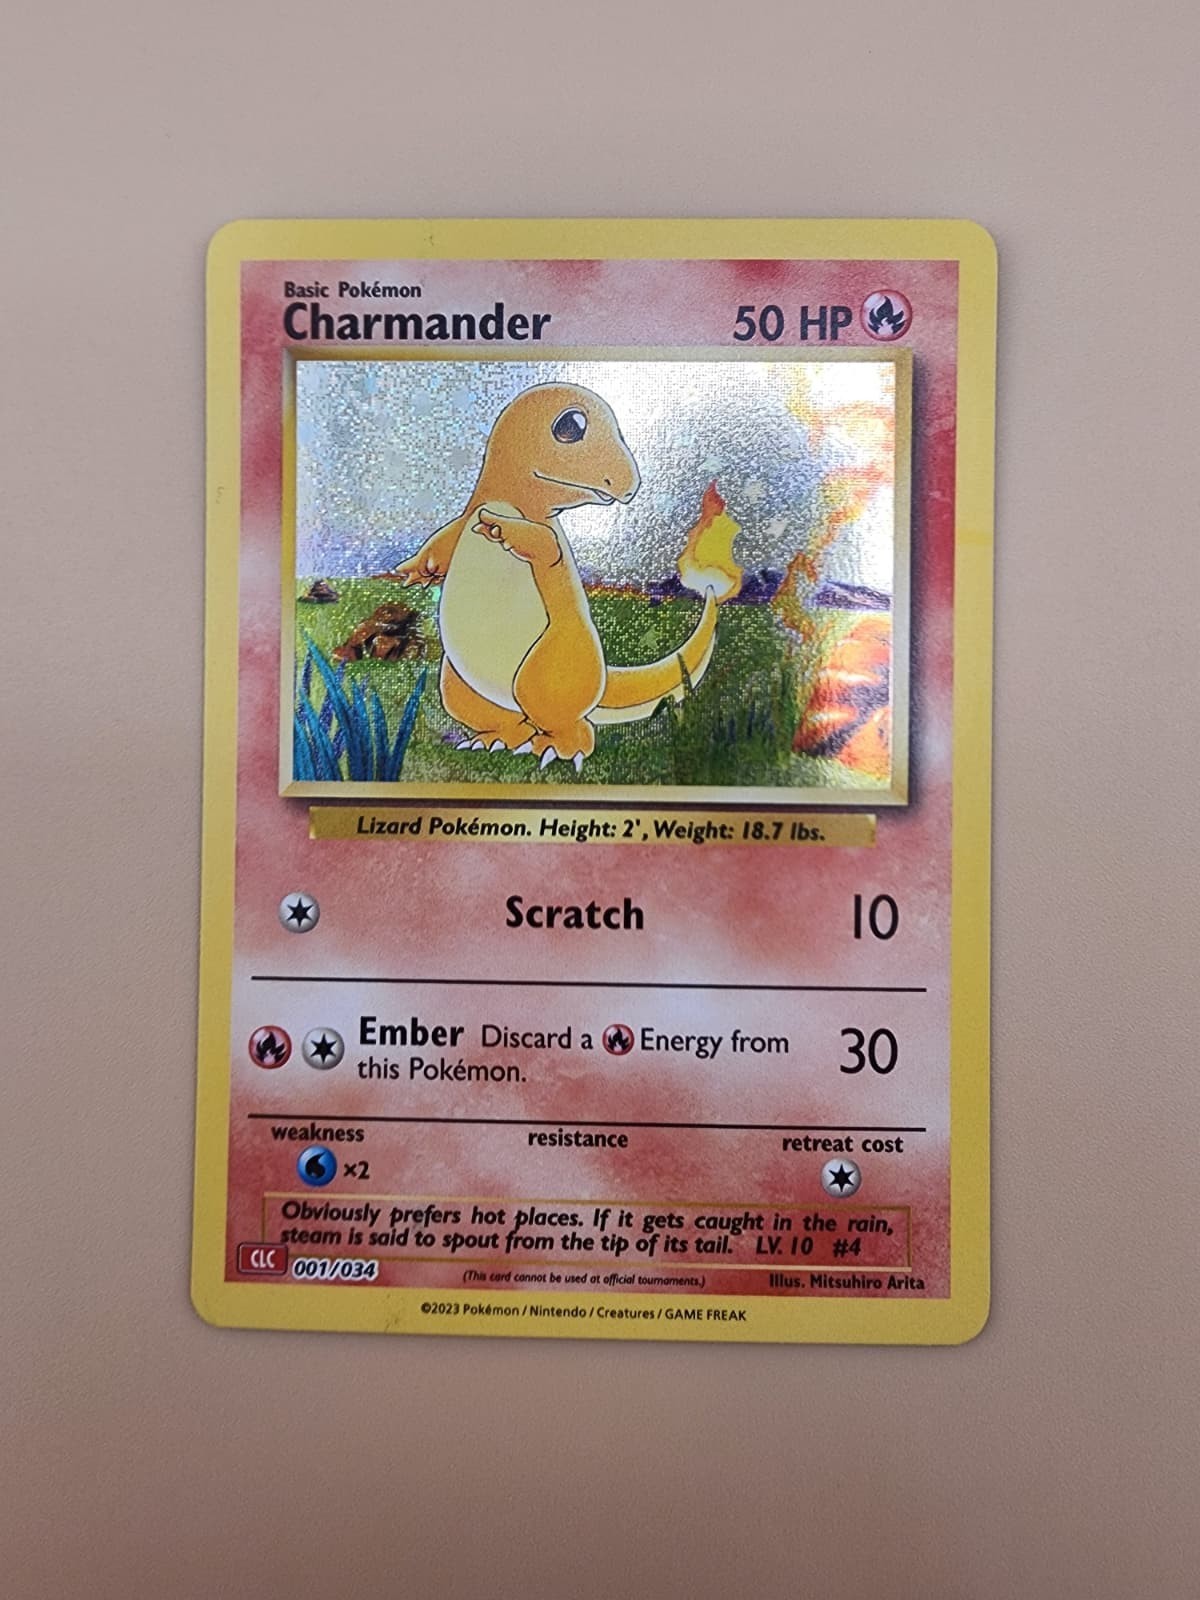 Basic Pokémon
Charmander 50 HP
Lizard Pokémon. Height: 2', Weight: 18.7 lbs.
Scratch 10
Ember Discard a Energy from 30
this Pokémon.
weakness resistance retreat cost
×2
Obviously prefers hot places. If it gets caught in the rain,
steam is said to spout from the tip of its tail. LV. 10 #4
CLC 001/034 (This card cannot be used at official tournaments.) Illus. Mitsuhiro Arita
©2023 Pokémon / Nintendo / Creatures / GAME FREAK